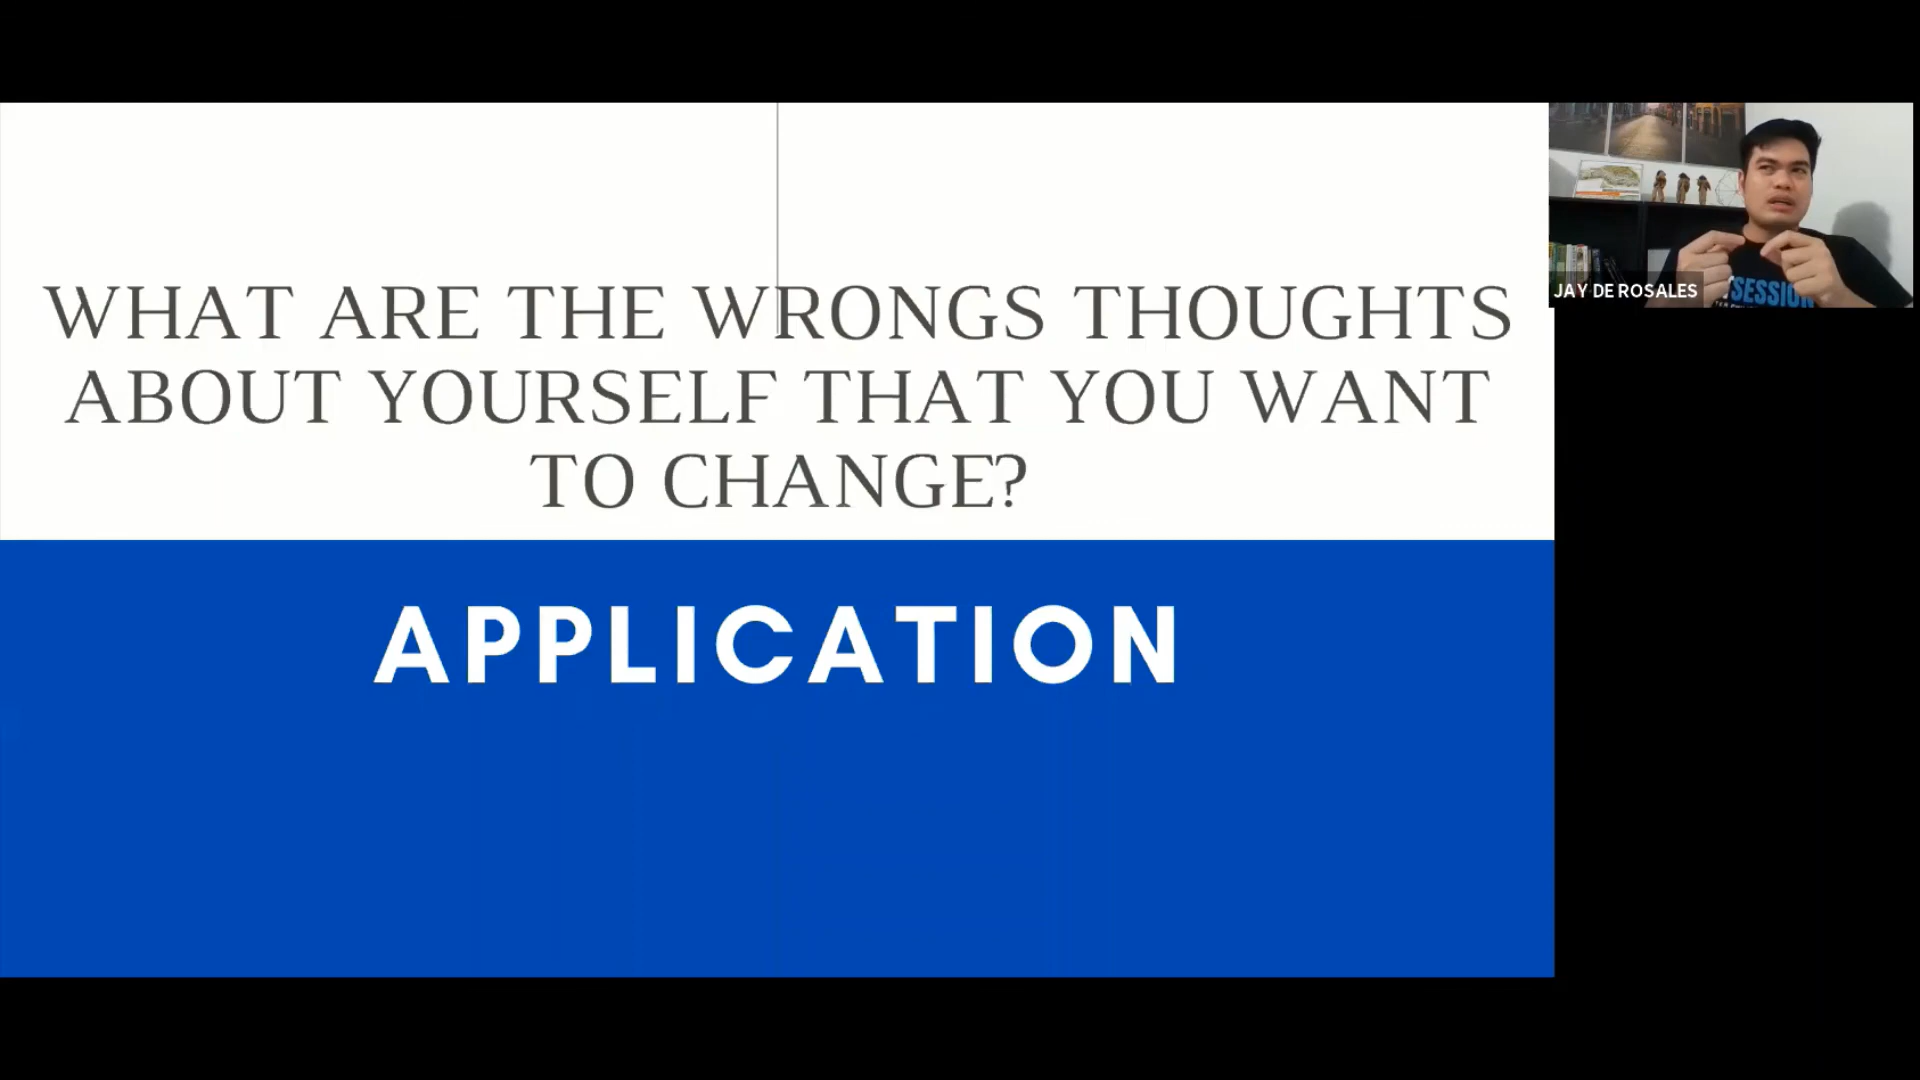 WHAT ARE THE WRONGS THOUGHTS
ABOUT YOURSELF THAT YOU WANT
TO CHANGE?
APPLICATION
JAY DE ROSALES